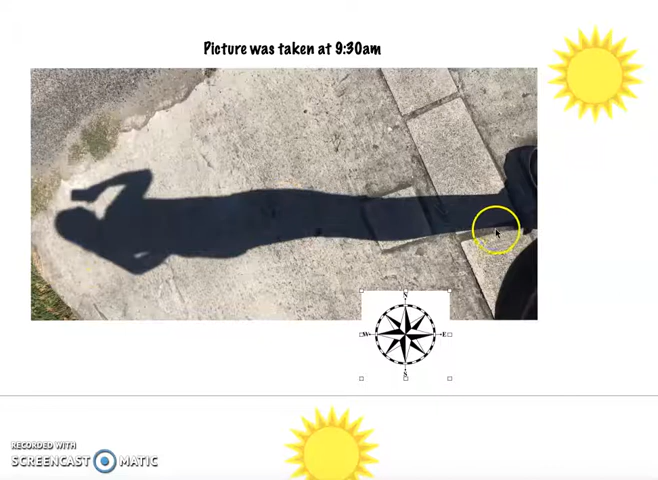 Picture was taken at 9:30am
N
W E
S
RECORDED WITH
SCREENCAST MATIC